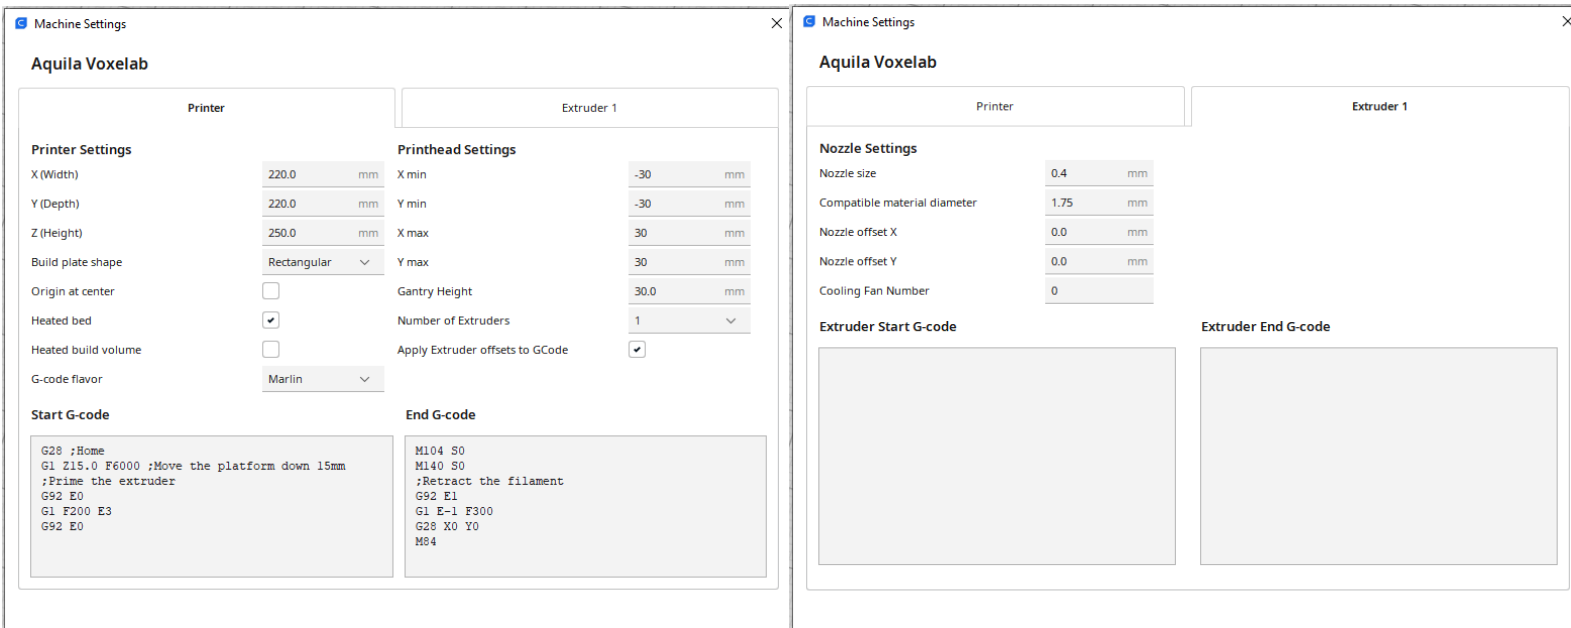 Machine Settings
Aquila Voxelab
Printer
Extruder 1
Printer Settings
X (Width)
220.0 mm
Y (Depth)
220.0 mm
Z (Height)
250.0 mm
Build plate shape
Rectangular
Origin at center
Heated bed
Heated build volume
G-code flavor
Marlin
Printhead Settings
X min
-30 mm
Y min
-30 mm
X max
30 mm
Y max
30 mm
Gantry Height
30.0 mm
Number of Extruders
1
Apply Extruder offsets to GCode
Start G-code
G28 ;Home
G1 Z15.0 F6000 ;Move the platform down 15mm
;Prime the extruder
G92 E0
G1 F200 E3
G92 E0
End G-code
M104 S0
M140 S0
;Retract the filament
G92 E1
G1 E-1 F300
G28 X0 Y0
M84
Machine Settings
Aquila Voxelab
Printer
Extruder 1
Nozzle Settings
Nozzle size
0.4 mm
Compatible material diameter
1.75 mm
Nozzle offset X
0.0 mm
Nozzle offset Y
0.0 mm
Cooling Fan Number
0
Extruder Start G-code
Extruder End G-code